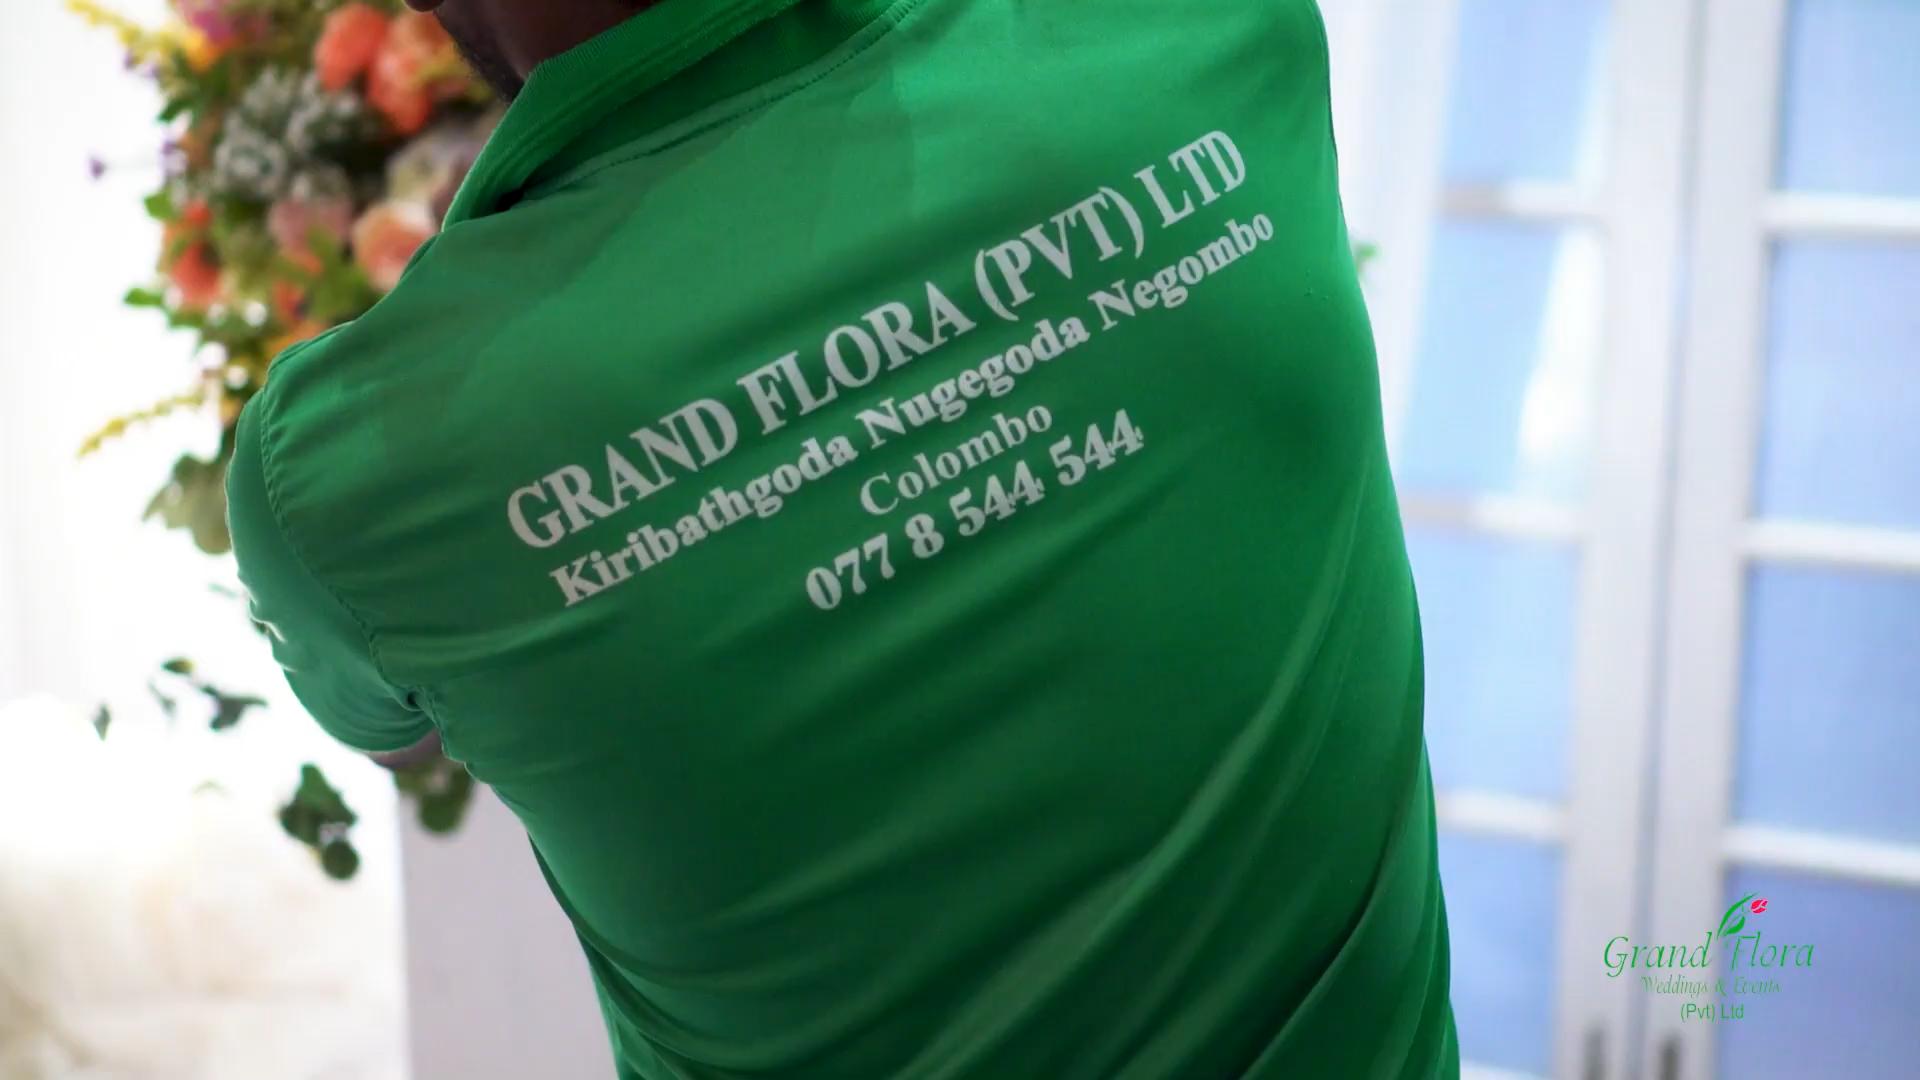 GRAND FLORA (PVT) LTD
Kiribathgoda Nugegoda Negombo
Colombo
077 8 544 544
Grand Flora
Weddings & Events
(Pvt) Ltd